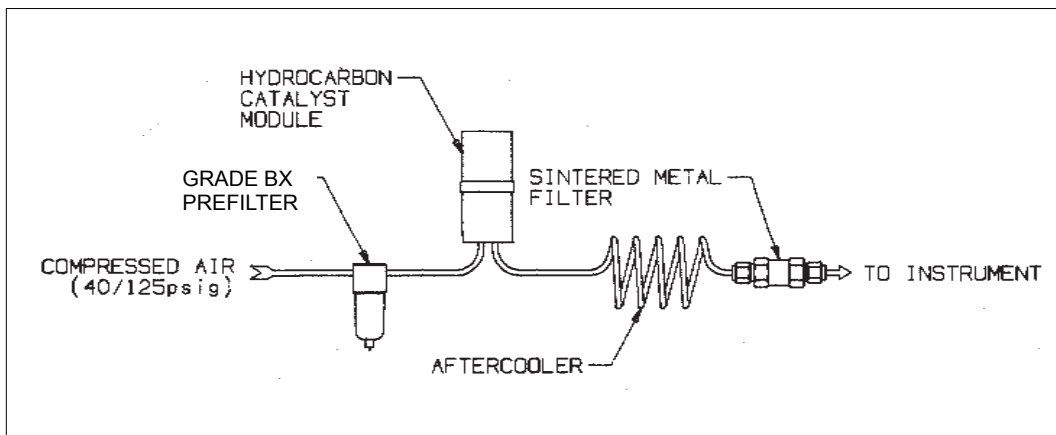 HYDROCARBON
CATALYST
MODULE
GRADE BX
PREFILTER
SINTERED METAL
FILTER
COMPRESSED AIR
(40/125psig)
TO INSTRUMENT
AFTERCOOLER